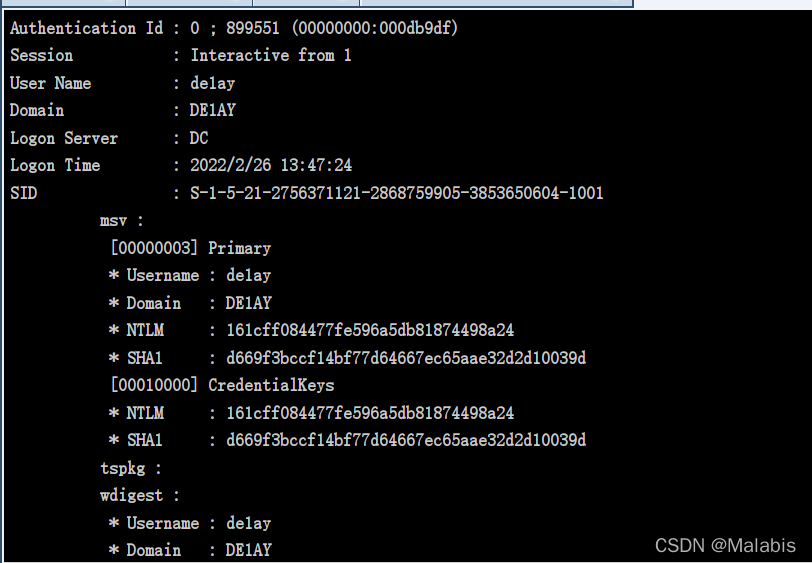 Authentication Id : 0 ; 899551 (00000000:000db9df)
Session           : Interactive from 1
User Name         : de1ay
Domain            : DE1AY
Logon Server      : DC
Logon Time        : 2022/2/26 13:47:24
SID               : S-1-5-21-2756371121-2868759905-3853650604-1001
msv :
[00000003] Primary
* Username : de1ay
* Domain   : DE1AY
* NTLM     : 161cff084477fe596a5db81874498a24
* SHA1     : d669f3bccf14bf77d64667ec65aae32d2d10039d
[00010000] CredentialKeys
* NTLM     : 161cff084477fe596a5db81874498a24
* SHA1     : d669f3bccf14bf77d64667ec65aae32d2d10039d
tspkg :
wdigest :
* Username : de1ay
* Domain   : DE1AY
CSDN @Malabis